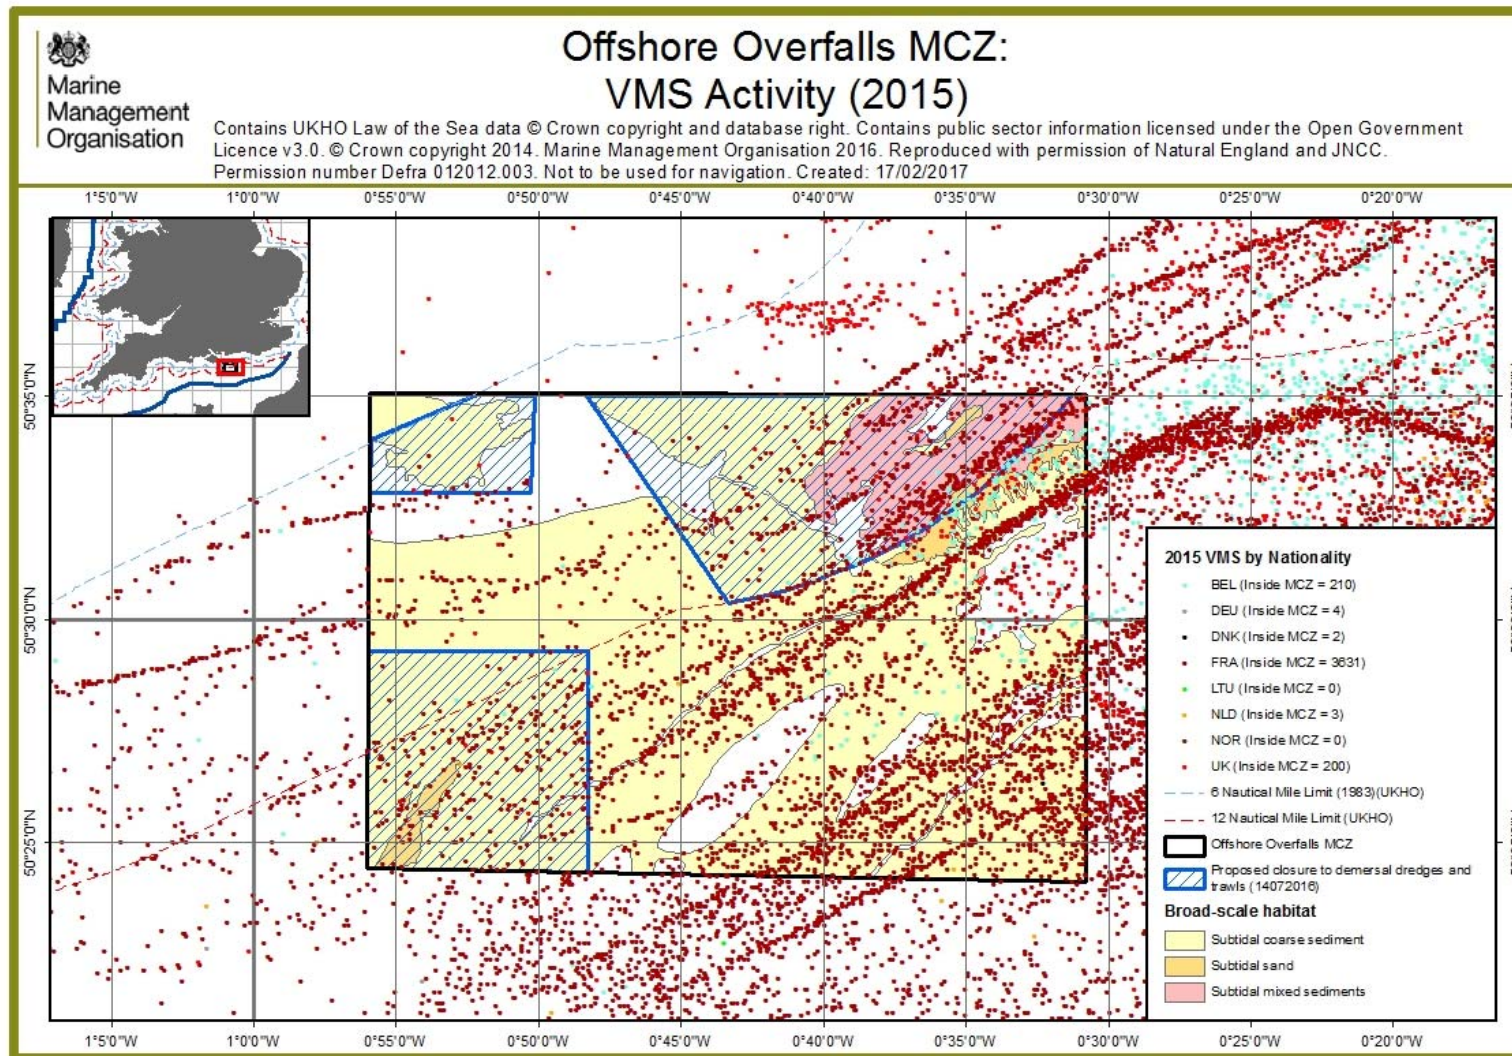 Marine
Management
Organisation
Offshore Overfalls MCZ:
VMS Activity (2015)
Contains UKHO Law of the Sea data © Crown copyright and database right. Contains public sector information licensed under the Open Government
Licence v3.0. © Crown copyright 2014. Marine Management Organisation 2016. Reproduced with permission of Natural England and JNCC.
Permission number Defra 012012.003. Not to be used for navigation. Created: 17/02/2017
1°5'0"W 1°0'0"W 0°55'0"W 0°50'0"W 0°45'0"W 0°40'0"W 0°35'0"W 0°30'0"W 0°25'0"W 0°20'0"W
50°35'0"N
50°30'0"N
50°25'0"N
2015 VMS by Nationality
BEL (Inside MCZ = 210)
DEU (Inside MCZ = 4)
DNK (Inside MCZ = 2)
FRA (Inside MCZ = 3631)
LTU (Inside MCZ = 0)
NLD (Inside MCZ = 3)
NOR (Inside MCZ = 0)
UK (Inside MCZ = 200)
6 Nautical Mile Limit (1983)(UKHO)
12 Nautical Mile Limit (UKHO)
Offshore Overfalls MCZ
Proposed closure to demersal dredges and
trawls (14072016)
Broad-scale habitat
Subtidal coarse sediment
Subtidal sand
Subtidal mixed sediments
1°5'0"W 1°0'0"W 0°55'0"W 0°50'0"W 0°45'0"W 0°40'0"W 0°35'0"W 0°30'0"W 0°25'0"W 0°20'0"W